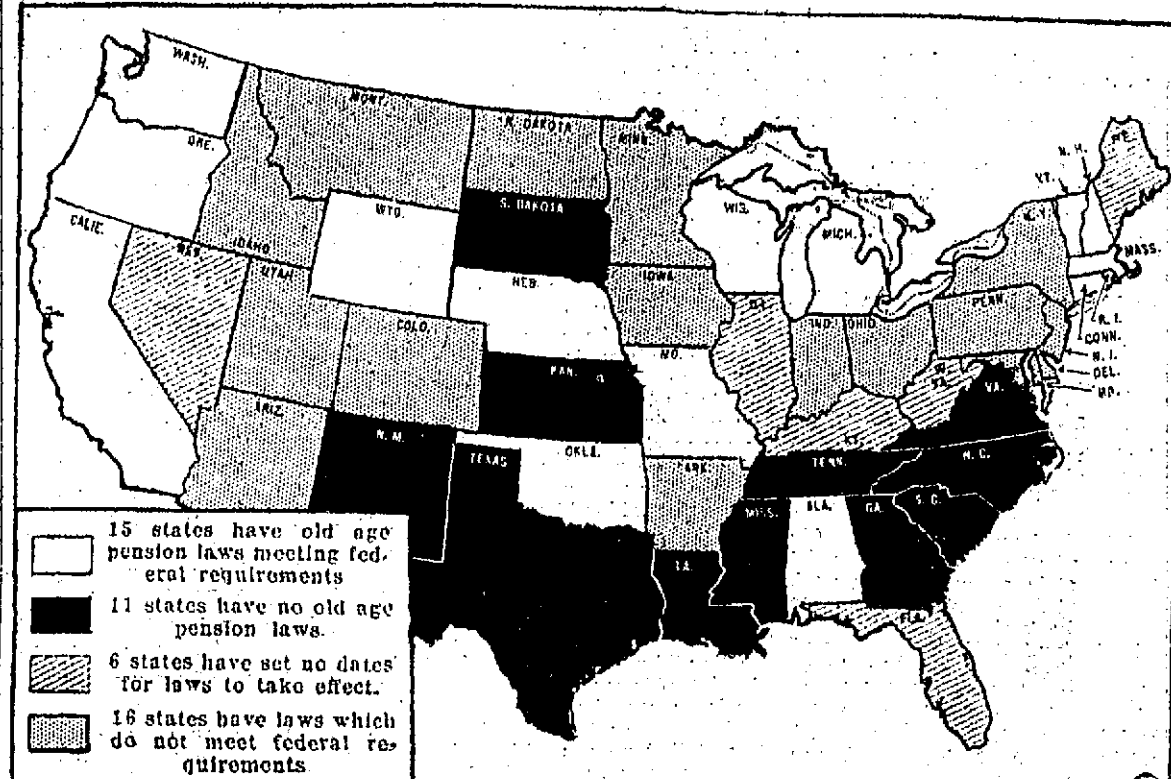 WASH.
MONT.
N. DAKOTA
MINN.
ORE.
N. H.
ME.
VT.
S. DAKOTA
WIS.
MICH.
N. Y.
MASS.
WYO.
CALIF.
NEV.
IDAHO
UTAH
IOWA
NEB.
ILL.
IND.
OHIO
PENN.
R. I.
CONN.
N. J.
DEL.
MD.
COLO.
KAN.
MO.
W. VA.
VA.
KY.
ARIZ.
N. M.
TEXAS
OKLA.
ARK.
TENN.
N. C.
S. C.
MISS.
ALA.
GA.
LA.
FLA.
15 states have old age
pension laws meeting fed-
eral requirements
11 states have no old age
pension laws.
6 states have set no dates
for laws to take effect.
16 states have laws which
do not meet federal re-
quirements